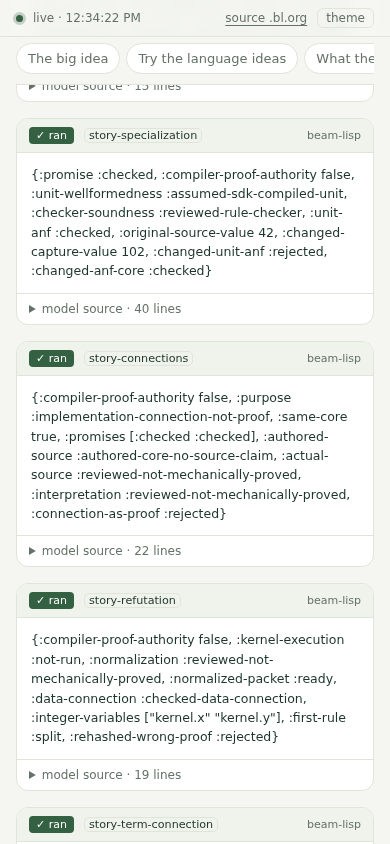 live · 12:34:22 PM source .bl.org theme
The big idea Try the language ideas What the
model source · 15 lines
✓ ran story-specialization beam-lisp
{:promise :checked, :compiler-proof-authority false,
:unit-wellformedness :assumed-sdk-compiled-unit,
:checker-soundness :reviewed-rule-checker, :unit-
anf :checked, :original-source-value 42, :changed-
capture-value 102, :changed-unit-anf :rejected,
:changed-anf-core :checked}
▶ model source · 40 lines
✓ ran story-connections beam-lisp
{:compiler-proof-authority false, :purpose
:implementation-connection-not-proof, :same-core
true, :promises [:checked :checked], :authored-
source :authored-core-no-source-claim, :actual-
source :reviewed-not-mechanically-proved,
:interpretation :reviewed-not-mechanically-proved,
:connection-as-proof :rejected}
▶ model source · 22 lines
✓ ran story-refutation beam-lisp
{:compiler-proof-authority false, :kernel-execution
:not-run, :normalization :reviewed-not-
mechanically-proved, :normalized-packet :ready,
:data-connection :checked-data-connection,
:integer-variables ["kernel.x" "kernel.y"], :first-rule
:split, :rehashed-wrong-proof :rejected}
▶ model source · 19 lines
✓ ran story-term-connection beam-lisp